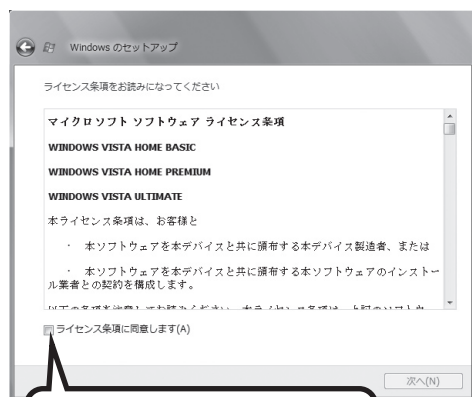 Windows のセットアップ
ライセンス条項をお読みになってください
マイクロソフト ソフトウェア ライセンス条項
WINDOWS VISTA HOME BASIC
WINDOWS VISTA HOME PREMIUM
WINDOWS VISTA ULTIMATE
本ライセンス条項は、お客様と
・ 本ソフトウェアを本デバイスと共に頒布する本デバイス製造者、または
・ 本ソフトウェアを本デバイスと共に頒布する本ソフトウェアのインストー
ル業者との契約を構成します。
ライセンス条項に同意します(A)
次へ(N)